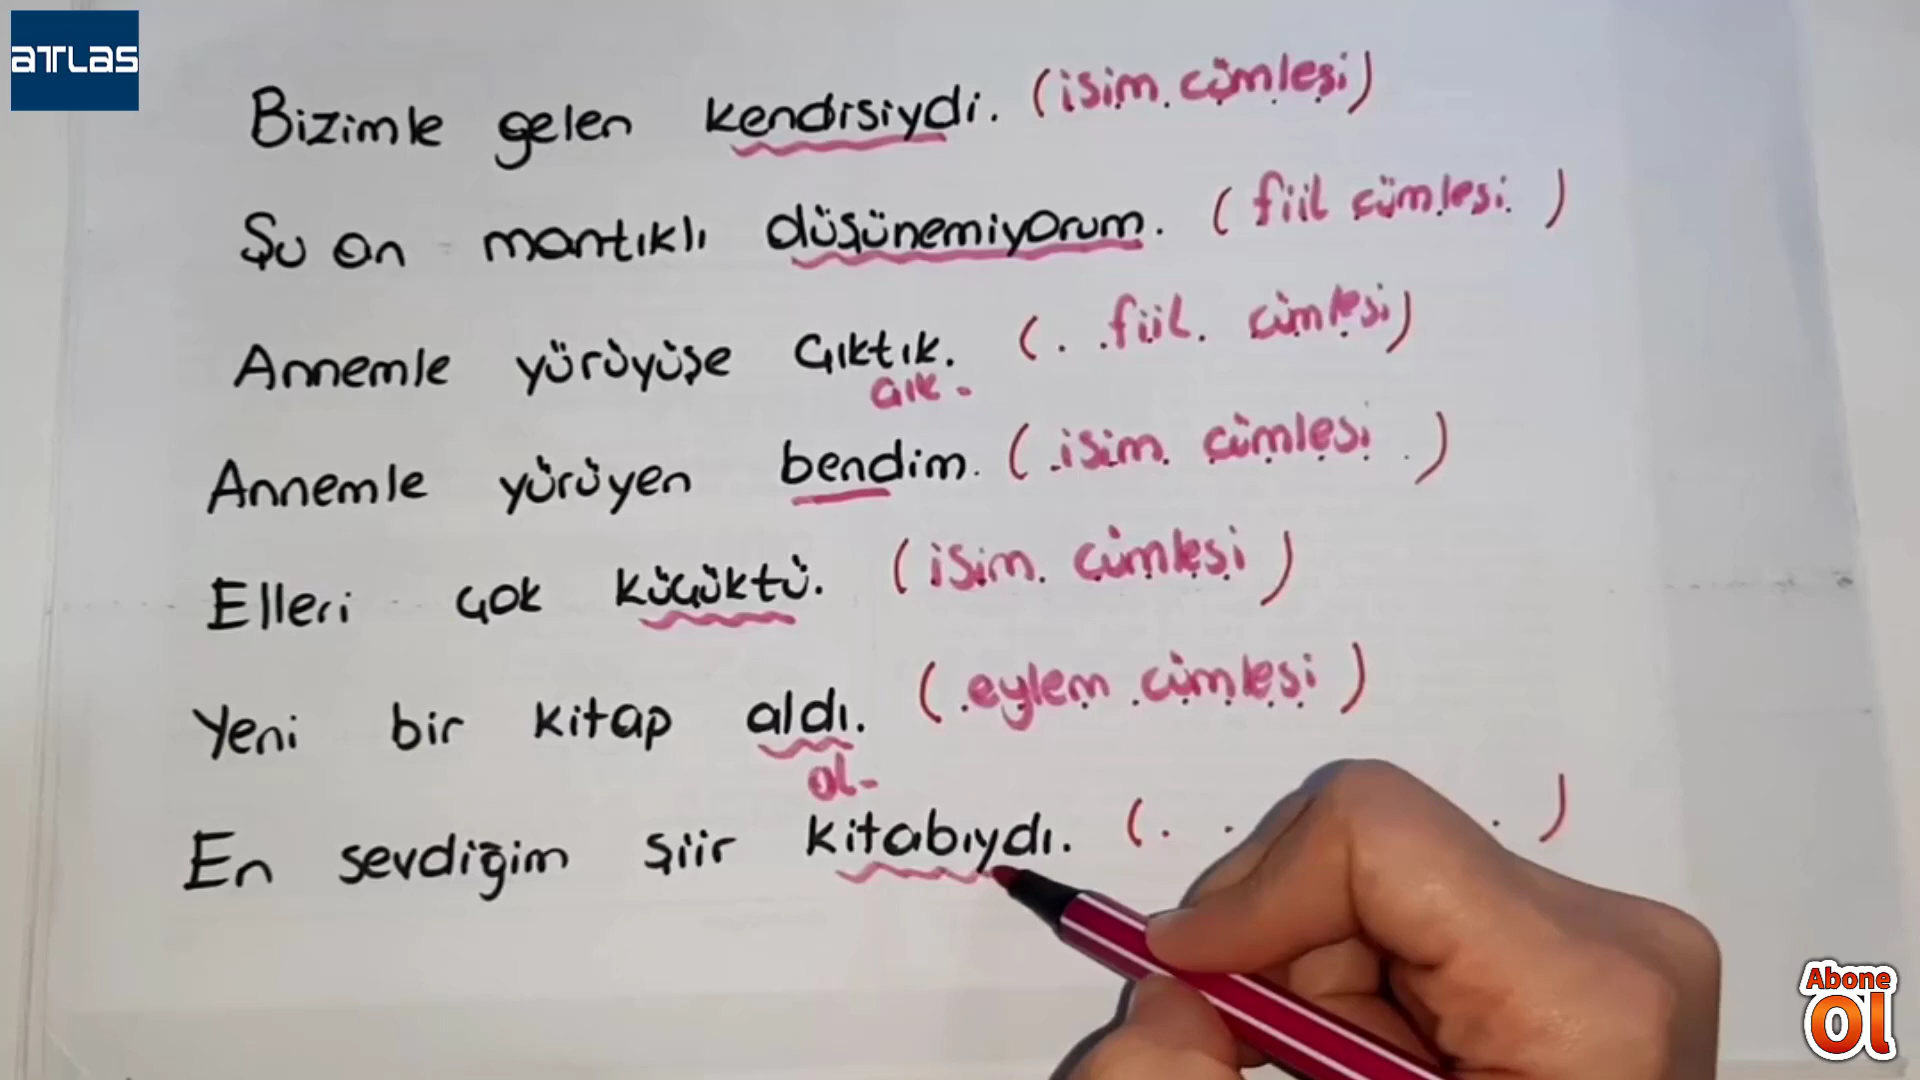 aTLaS
Bizimle gelen kendisiydi. (isim cümlesi)
Şu an mantıklı düşünemiyorum. (fiil cümlesi)
Annemle yürüyüşe çıktık. (fiil cümlesi)
çık-
Annemle yürüyen bendim. (isim cümlesi)
Elleri çok küçüktü. (isim cümlesi)
Yeni bir kitap aldı. (eylem cümlesi)
al-
En sevdiğim şiir kitabıydı. ( )
Abone
Ol